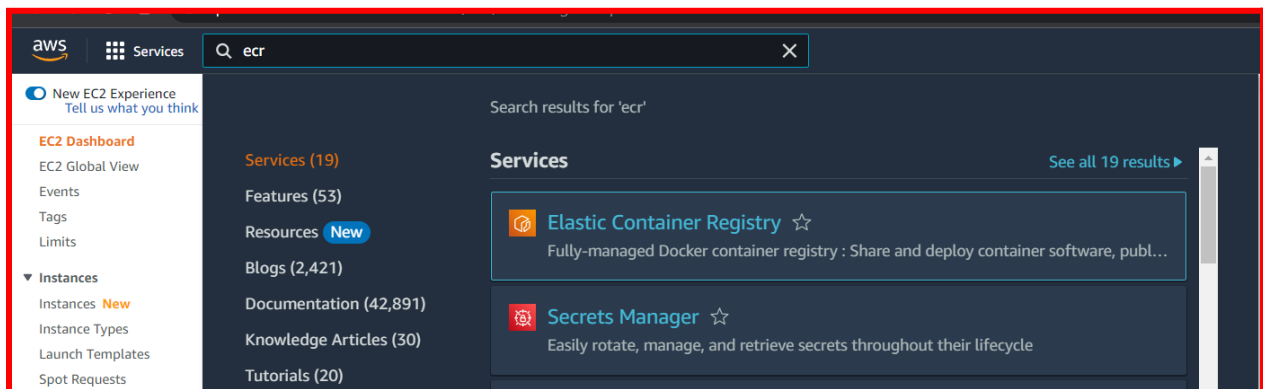 aws
Services
ecr
New EC2 Experience
Tell us what you think
EC2 Dashboard
EC2 Global View
Events
Tags
Limits
Instances
Instances New
Instance Types
Launch Templates
Spot Requests
Search results for 'ecr'
Services (19)
Features (53)
Resources New
Blogs (2,421)
Documentation (42,891)
Knowledge Articles (30)
Tutorials (20)
Services
See all 19 results
Elastic Container Registry
Fully-managed Docker container registry : Share and deploy container software, publ...
Secrets Manager
Easily rotate, manage, and retrieve secrets throughout their lifecycle